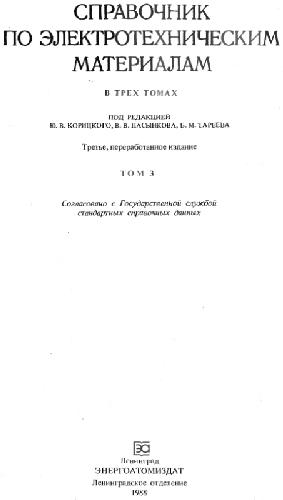 СПРАВОЧНИК
ПО ЭЛЕКТРОТЕХНИЧЕСКИМ
МАТЕРИАЛАМ
В ТРЕХ ТОМАХ
ПОД РЕДАКЦИЕЙ
Ю. В. КОРИЦКОГО, В. В. ПАСЫНКОВА, Б. М. ТАРЕЕВА
Третье, переработанное издание
ТОМ 3
Согласовано с Государственной службой
стандартных справочных данных
Ленинград
ЭНЕРГОАТОМИЗДАТ
Ленинградское отделение
1988